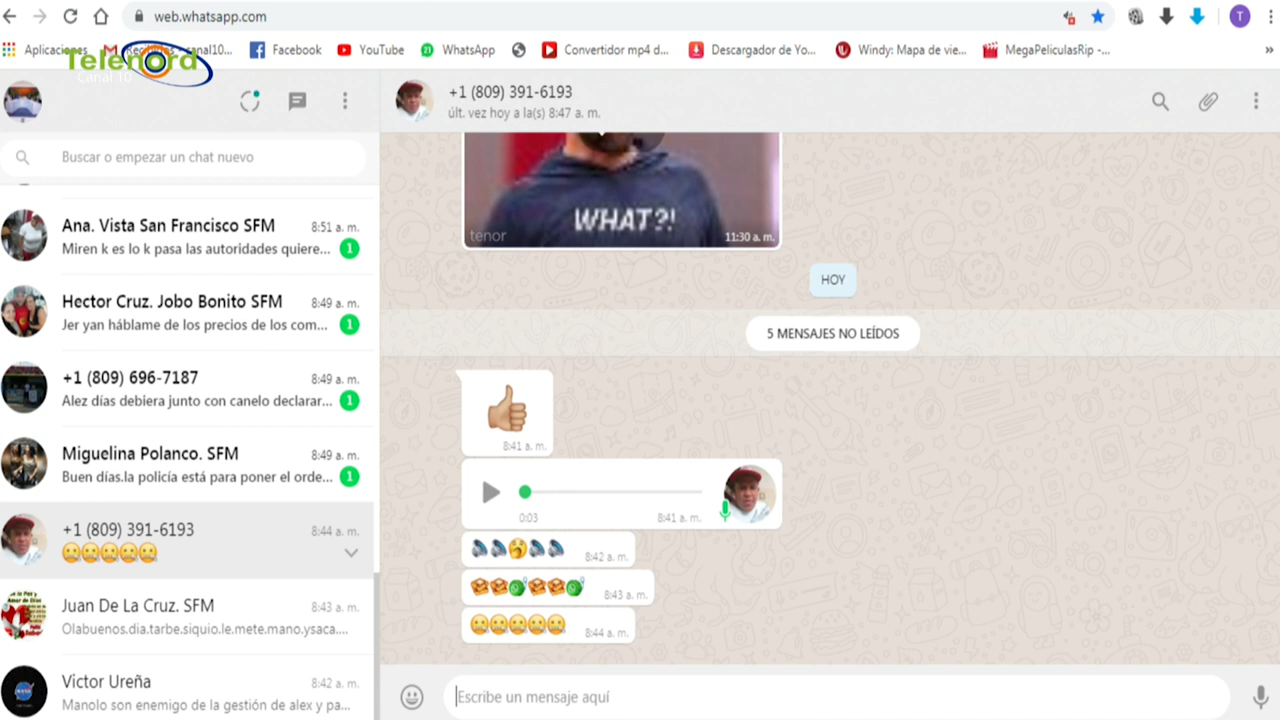 web.whatsapp.com
T
Aplicaciones
Facebook
YouTube
WhatsApp
Convertidor mp4 d...
Descargador de Yo...
Windy: Mapa de vie...
MegaPeliculasRip -...
»
Telenord
Canal 10
+1 (809) 391-6193
últ. vez hoy a la(s) 8:47 a. m.
Buscar o empezar un chat nuevo
Ana. Vista San Francisco SFM 8:51 a. m.
Miren k es lo k pasa las autoridades quiere... 1
Hector Cruz. Jobo Bonito SFM 8:49 a. m.
Jer yan háblame de los precios de los com... 1
+1 (809) 696-7187 8:49 a. m.
Alez días debiera junto con canelo declarar... 1
Miguelina Polanco. SFM 8:49 a. m.
Buen días.la policía está para poner el orde... 1
+1 (809) 391-6193 8:44 a. m.
Juan De La Cruz. SFM 8:43 a. m.
Olabuenos.dia.tarbe.siquio.le.mete.mano.ysaca....
Victor Ureña 8:42 a. m.
Manolo son enemigo de la gestión de alex y pa...
WHAT?!
tenor 11:30 a. m.
HOY
5 MENSAJES NO LEÍDOS
8:41 a. m.
0:03 8:41 a. m.
8:42 a. m.
8:43 a. m.
8:44 a. m.
Escribe un mensaje aquí